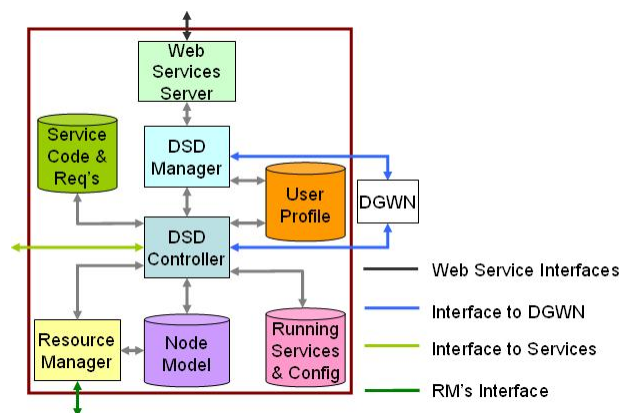 Web
Services
Server
Service
Code &
Req's
DSD
Manager
User
Profile
DGWN
DSD
Controller
Web Service Interfaces
Interface to DGWN
Interface to Services
RM's Interface
Resource
Manager
Node
Model
Running
Services
& Config